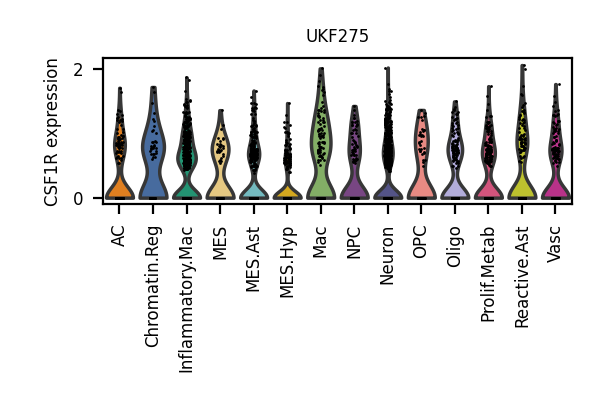 UKF275
CSF1R expression
2
0
AC
Chromatin.Reg
Inflammatory.Mac
MES
MES.Ast
MES.Hyp
Mac
NPC
Neuron
OPC
Oligo
Prolif.Metab
Reactive.Ast
Vasc